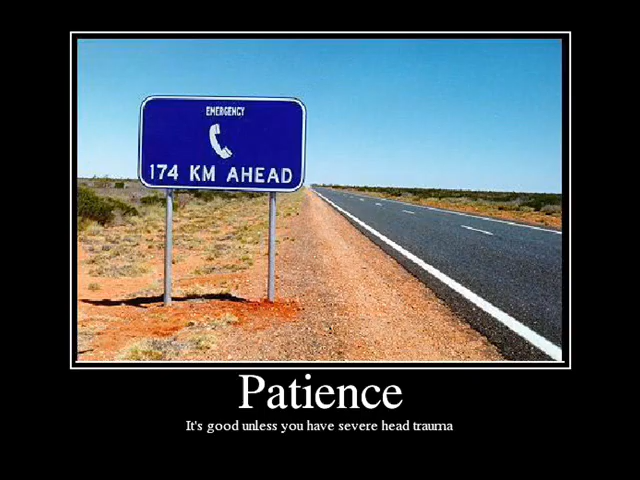 EMERGENCY
174 KM AHEAD
Patience
It's good unless you have severe head trauma